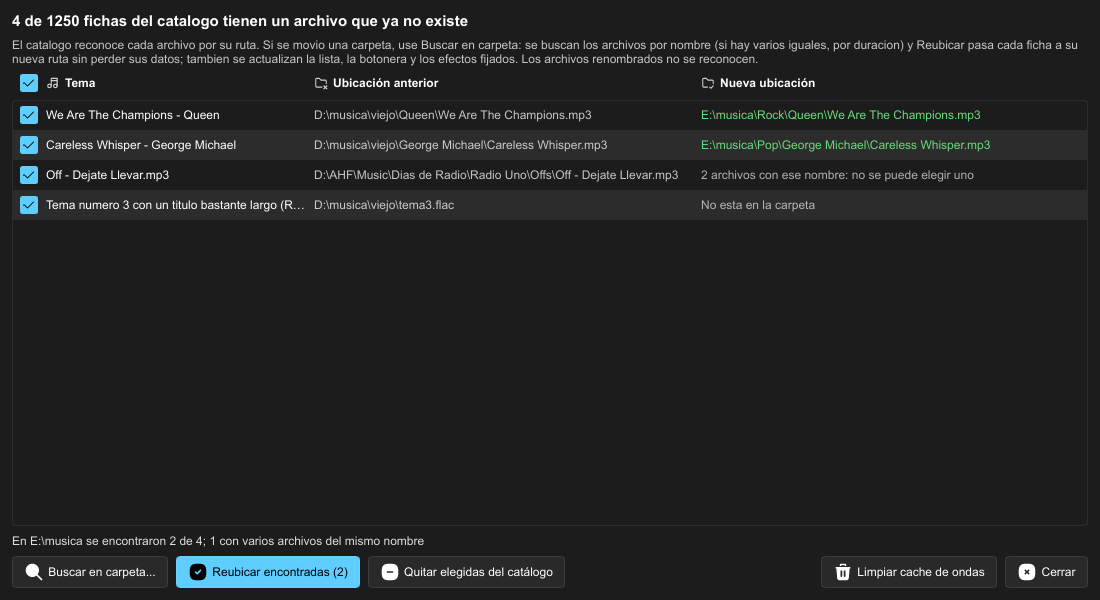 4 de 1250 fichas del catalogo tienen un archivo que ya no existe
El catalogo reconoce cada archivo por su ruta. Si se movio una carpeta, use Buscar en carpeta: se buscan los archivos por nombre (si hay varios iguales, por duracion) y Reubicar pasa cada ficha a su
nueva ruta sin perder sus datos; tambien se actualizan la lista, la botonera y los efectos fijados. Los archivos renombrados no se reconocen.
Tema Ubicación anterior Nueva ubicación
We Are The Champions - Queen D:\musica\viejo\Queen\We Are The Champions.mp3 E:\musica\Rock\Queen\We Are The Champions.mp3
Careless Whisper - George Michael D:\musica\viejo\George Michael\Careless Whisper.mp3 E:\musica\Pop\George Michael\Careless Whisper.mp3
Off - Dejate Llevar.mp3 D:\AHF\Music\Dias de Radio\Radio Uno\Offs\Off - Dejate Llevar.mp3 2 archivos con ese nombre: no se puede elegir uno
Tema numero 3 con un titulo bastante largo (R... D:\musica\viejo\tema3.flac No esta en la carpeta
En E:\musica se encontraron 2 de 4; 1 con varios archivos del mismo nombre
Buscar en carpeta... Reubicar encontradas (2) Quitar elegidas del catálogo Limpiar cache de ondas Cerrar